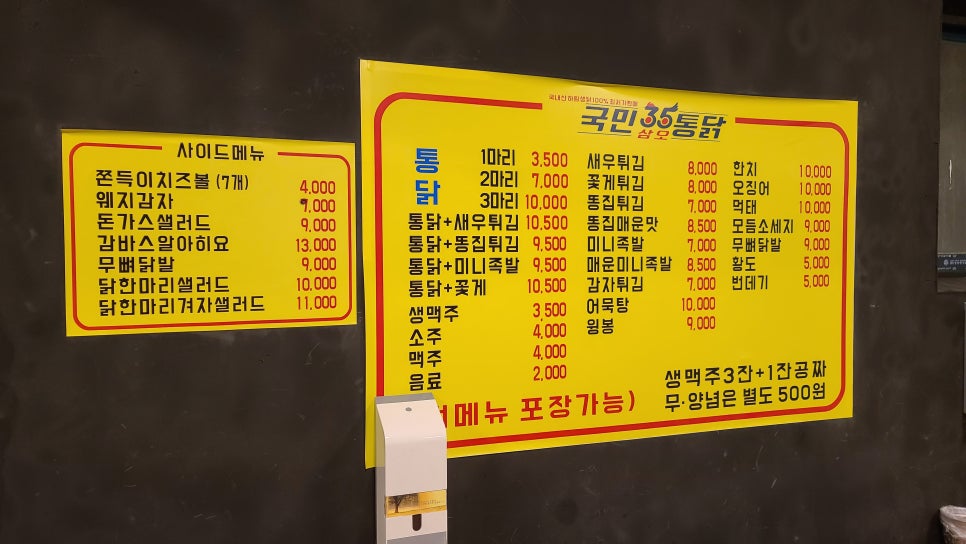 사이드메뉴
쫀득이치즈볼 (7개) 4,000
웨지감자 7,000
돈가스샐러드 9,000
감바스알아히요 13,000
무뼈닭발 9,000
닭한마리샐러드 10,000
닭한마리겨자샐러드 11,000
국민 35 통닭
삼오
통닭
1마리 3,500
2마리 7,000
3마리 10,000
통닭+새우튀김 10,500
통닭+똥집튀김 9,500
통닭+미니족발 9,500
통닭+꽃게 10,500
생맥주 3,500
소주 4,000
맥주 4,000
음료 2,000
새우튀김 8,000
꽃게튀김 8,000
똥집튀김 7,000
똥집매운맛 8,500
미니족발 7,000
매운미니족발 8,500
감자튀김 7,000
어묵탕 10,000
윙봉 9,000
한치 10,000
오징어 10,000
먹태 10,000
모듬소세지 9,000
무뼈닭발 9,000
황도 5,000
번데기 5,000
생맥주3잔+1잔공짜
무·양념은 별도 500원
메뉴 포장가능)